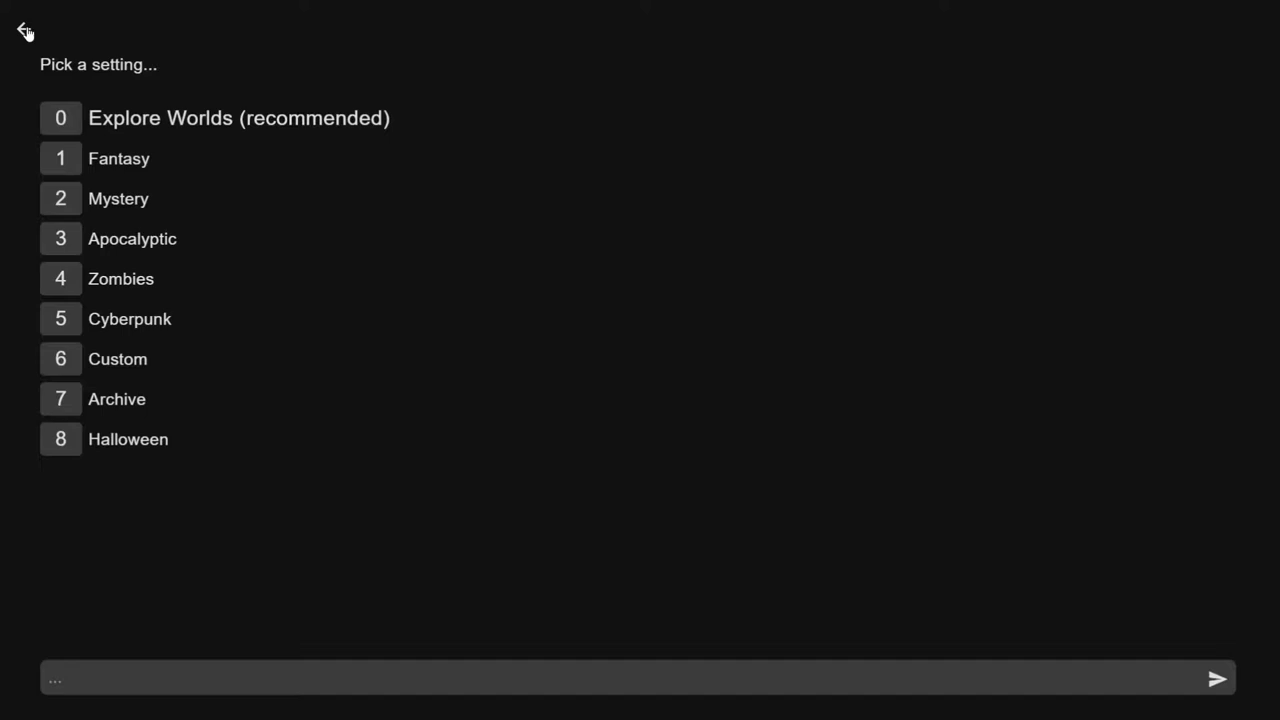 Pick a setting...
0 Explore Worlds (recommended)
1 Fantasy
2 Mystery
3 Apocalyptic
4 Zombies
5 Cyberpunk
6 Custom
7 Archive
8 Halloween
...